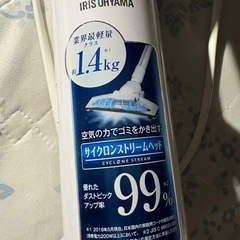 IRIS OHYAMA
業界最軽量
クラス
約1.4kg
空気の力でゴミをかき出す
サイクロンストリームヘッド
CYCLONE STREAM
優れた
ダストピック
アップ率
99%